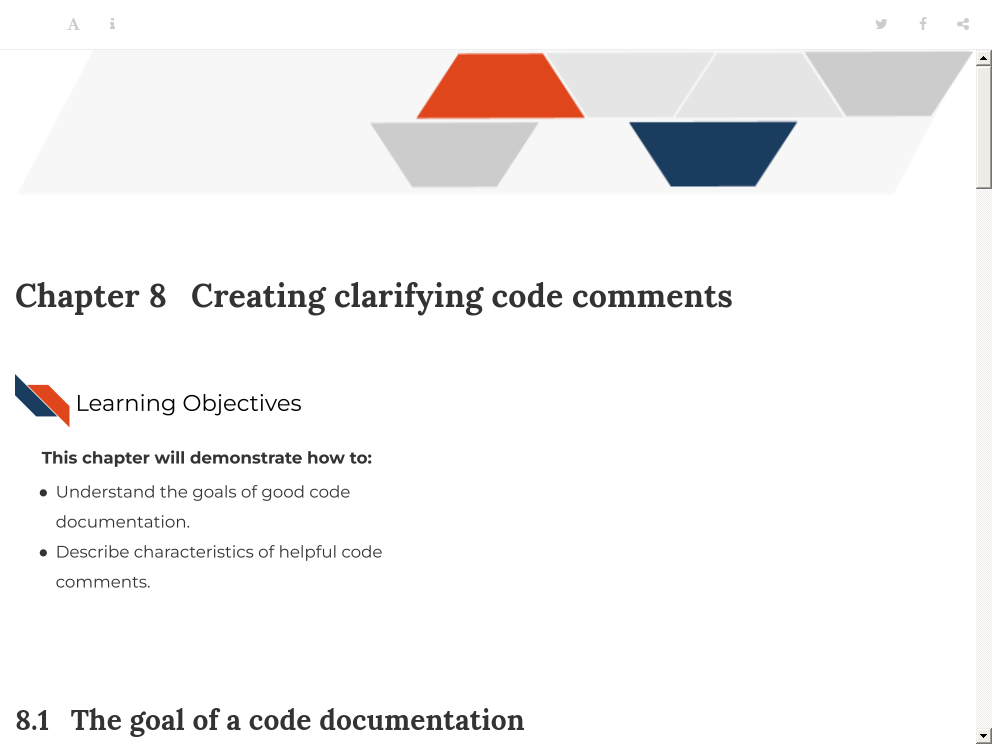 A i
Chapter 8 Creating clarifying code comments
Learning Objectives
This chapter will demonstrate how to:
● Understand the goals of good code
documentation.
● Describe characteristics of helpful code
comments.
8.1 The goal of a code documentation